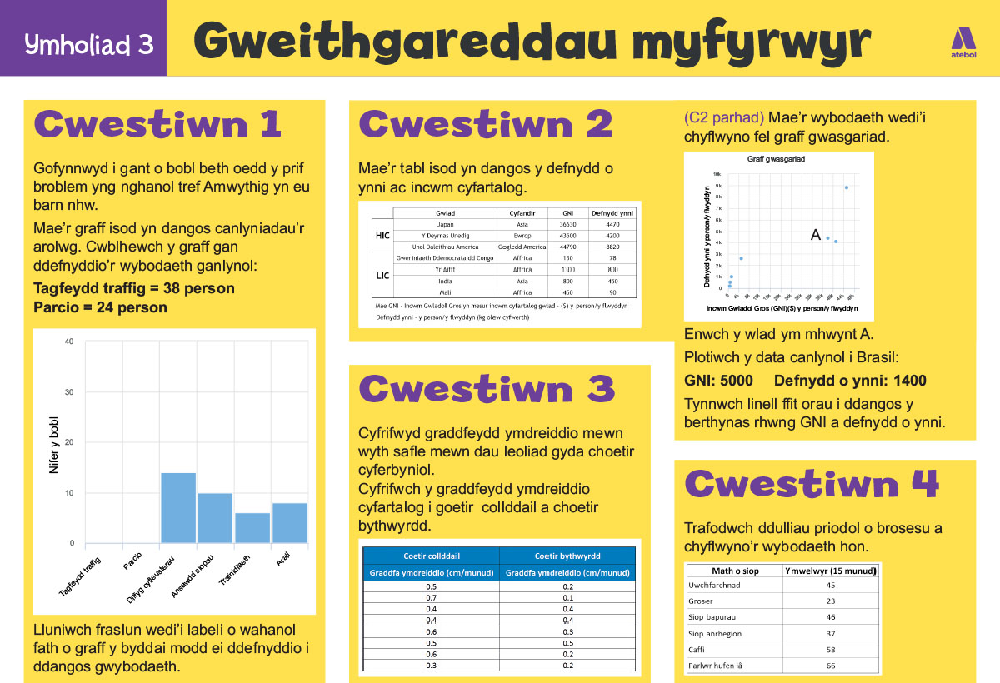 Ymholiad 3
Gweithgareddau myfyrwyr
atebol
Cwestiwn 1
Gofynnwyd i gant o bobl beth oedd y prif
broblem yng nghanol tref Amwythig yn eu
barn nhw.
Mae'r graff isod yn dangos canlyniadau'r
arolwg. Cwblhewch y graff gan
ddefnyddio'r wybodaeth ganlynol:
Tagfeydd traffig = 38 person
Parcio = 24 person
40
30
20
10
0
Nifer y bobl
Tagfeydd traffig
Parcio
Diffyg cyfleusterau
Ansawdd siopau
Trafnidiaeth
Arall
Lluniwch fraslun wedi'i labeli o wahanol
fath o graff y byddai modd ei ddefnyddio i
ddangos gwybodaeth.
Cwestiwn 2
Mae'r tabl isod yn dangos y defnydd o
ynni ac incwm cyfartalog.
Gwlad Cyfandir GNI Defnydd ynni
HIC
Japan Asia 36630 4470
Y Deyrnas Unedig Ewrop 43500 4200
Unol Daleithiau America Gogledd America 44790 8820
LIC
Gweriniaeth Ddemocrataidd Congo Affrica 130 78
Yr Aifft Affrica 1300 800
India Asia 800 450
Mali Affrica 450 90
Mae GNI - Incwm Gwladoll Gros yn mesur incwm cyfartalog gwlad - ($) y person/y flwyddyn
Defnydd ynni - y person/y flwyddyn (kg olew cyfwerth)
(C2 parhad) Mae'r wybodaeth wedi'i
chyflwyno fel graff gwasgariad.
Graff gwasgariad
Defnydd ynni y person/y flwyddyn
10k
9k
8k
7k
6k
5k
4k
3k
2k
1k
0
A
0 4k 8k 12k 16k 20k 24k 28k 32k 36k 40k 44k 48k
Incwm Gwladol Gros (GNI)($) y person/y flwyddyn
Enwch y wlad ym mhwynt A.
Plotiwch y data canlynol i Brasil:
GNI: 5000 Defnydd o ynni: 1400
Tynnwch linell ffit orau i ddangos y
berthynas rhwng GNI a defnydd o ynni.
Cwestiwn 3
Cyfrifwyd graddfeydd ymdreiddio mewn
wyth safle mewn dau leoliad gyda choetir
cyferbyniol.
Cyfrifwch y graddfeydd ymdreiddio
cyfartalog i goetir collddail a choetir
bythwyrdd.
Coetir collddail Coetir bythwyrdd
Graddfa ymdreiddio (cm/munud) Graddfa ymdreiddio (cm/munud)
0.5 0.2
0.7 0.1
0.4 0.4
0.4 0.4
0.6 0.3
0.5 0.5
0.6 0.2
0.3 0.2
Cwestiwn 4
Trafodwch ddulliau priodol o brosesu a
chyflwyno'r wybodaeth hon.
Math o siop Ymwelwyr (15 munud)
Uwchfarchnad 45
Groser 23
Siop bapurau 46
Siop anrhegion 37
Caffi 58
Parlwr hufen iâ 66